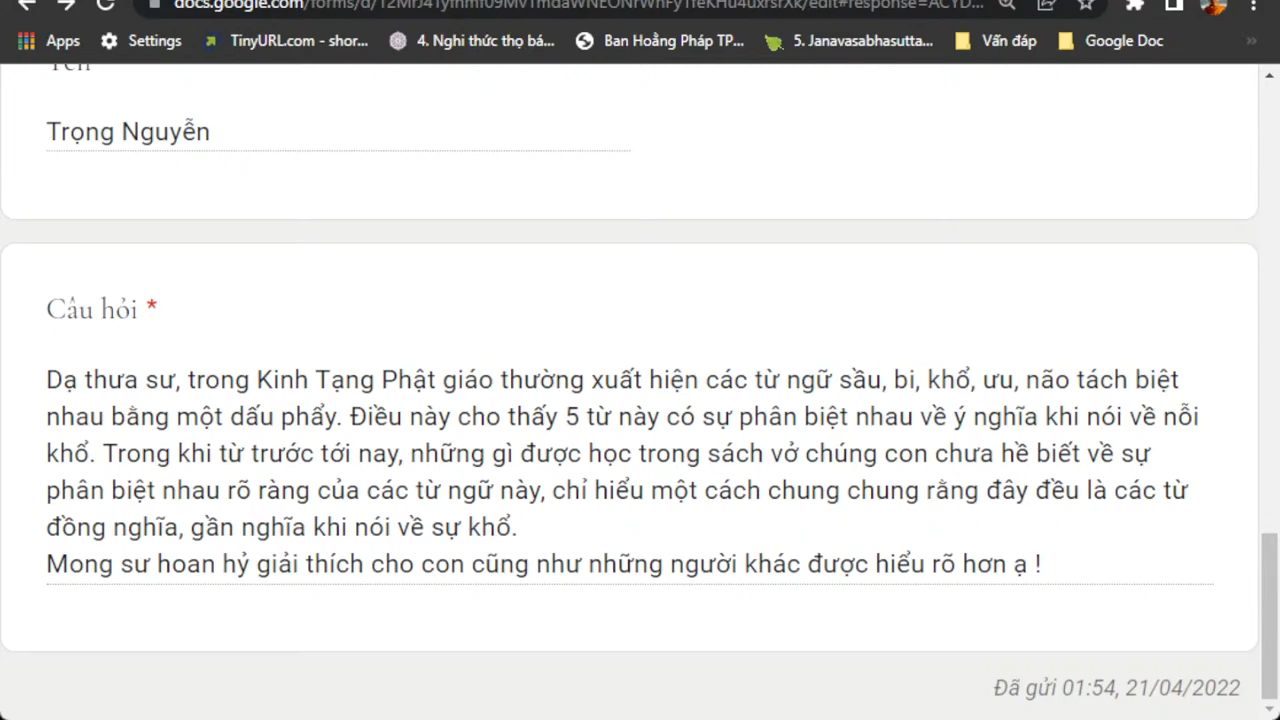 docs.google.com
Apps Settings TinyURL.com - shor... 4. Nghi thức thọ bá... Ban Hoằng Pháp TP... 5. Janavasabhasutta... Vấn đáp Google Doc »
Tên
Trọng Nguyễn
Câu hỏi *
Dạ thưa sư, trong Kinh Tạng Phật giáo thường xuất hiện các từ ngữ sầu, bi, khổ, ưu, não tách biệt
nhau bằng một dấu phẩy. Điều này cho thấy 5 từ này có sự phân biệt nhau về ý nghĩa khi nói về nỗi
khổ. Trong khi từ trước tới nay, những gì được học trong sách vở chúng con chưa hề biết về sự
phân biệt nhau rõ ràng của các từ ngữ này, chỉ hiểu một cách chung chung rằng đây đều là các từ
đồng nghĩa, gần nghĩa khi nói về sự khổ.
Mong sư hoan hỷ giải thích cho con cũng như những người khác được hiểu rõ hơn ạ !
Đã gửi 01:54, 21/04/2022